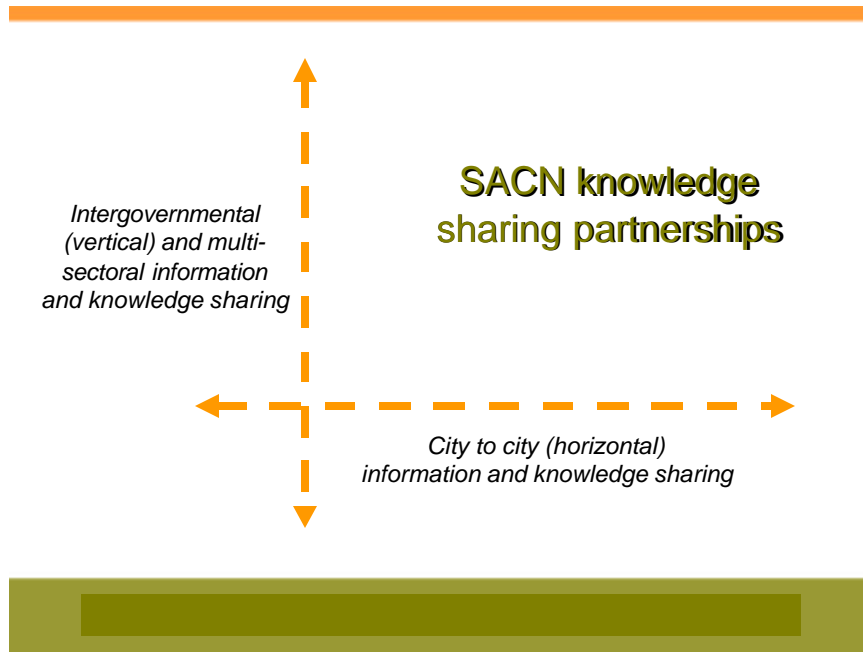 SACN knowledge
sharing partnerships
Intergovernmental
(vertical) and multi-
sectoral information
and knowledge sharing
City to city (horizontal)
information and knowledge sharing